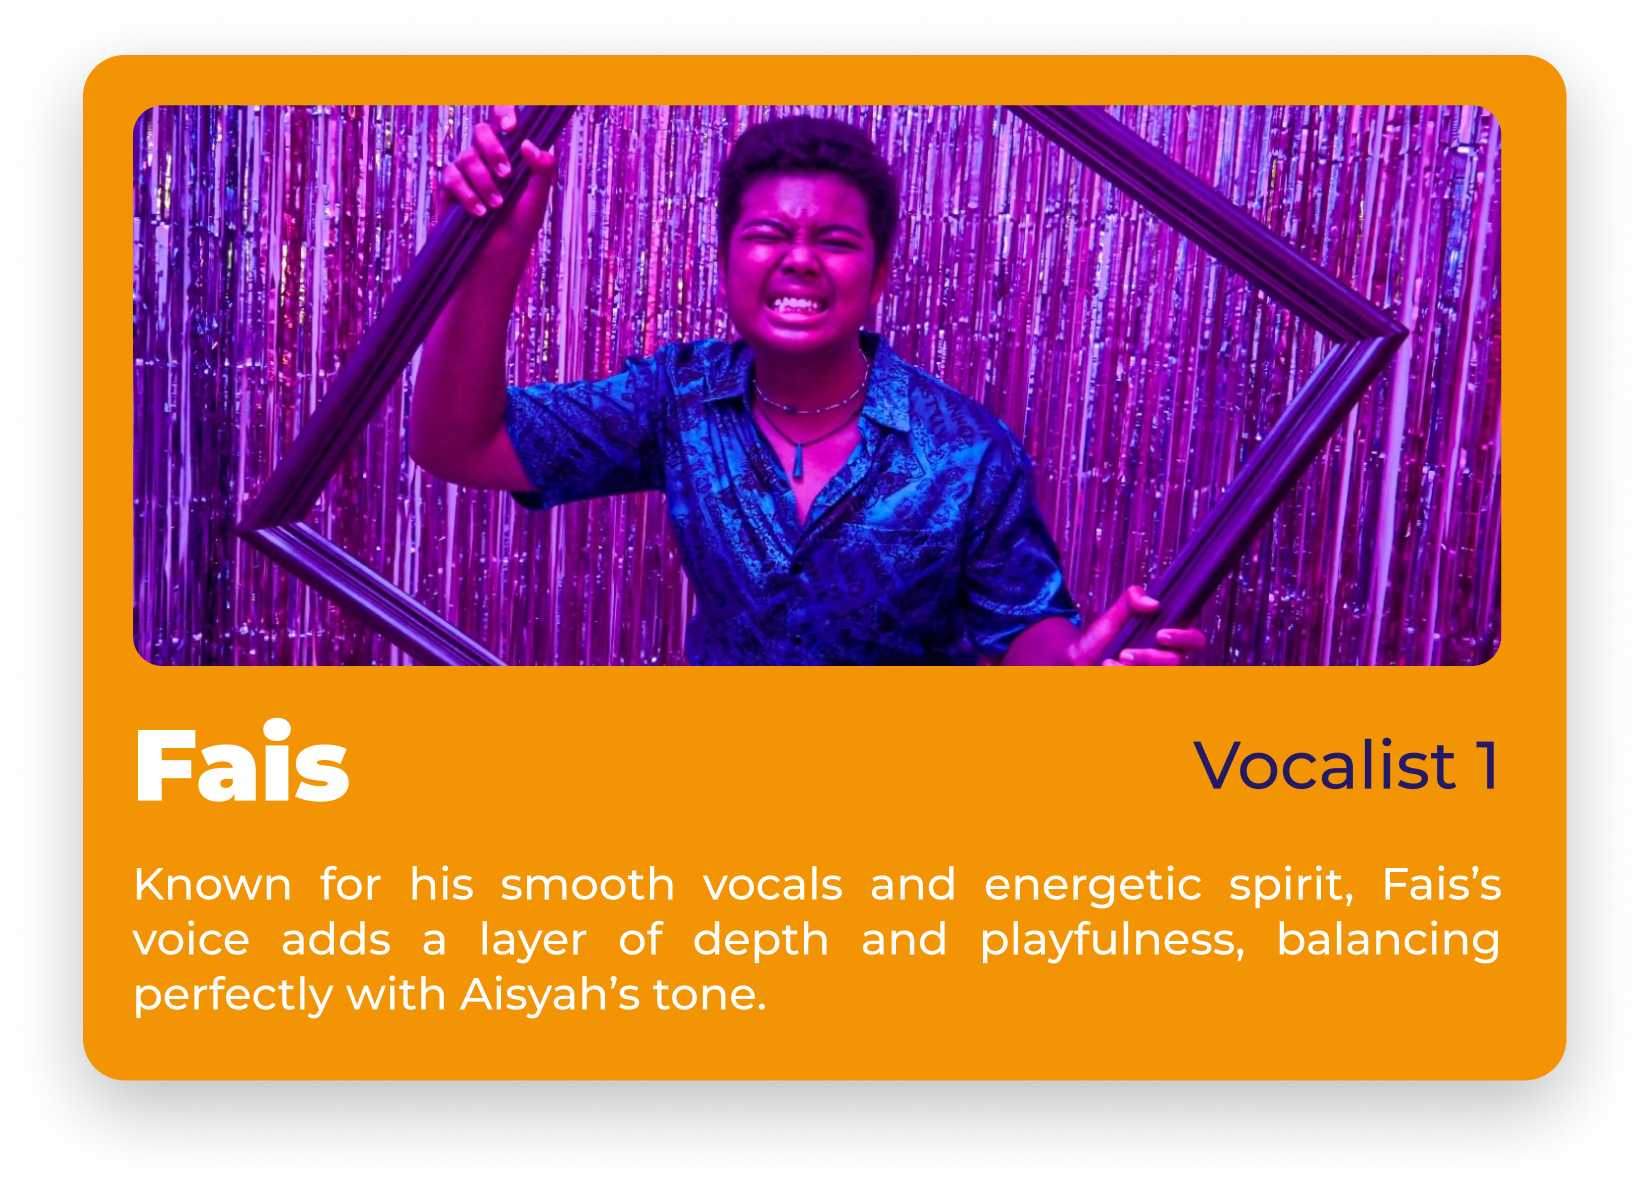 Fais
Vocalist 1
Known for his smooth vocals and energetic spirit, Fais’s
voice adds a layer of depth and playfulness, balancing
perfectly with Aisyah’s tone.